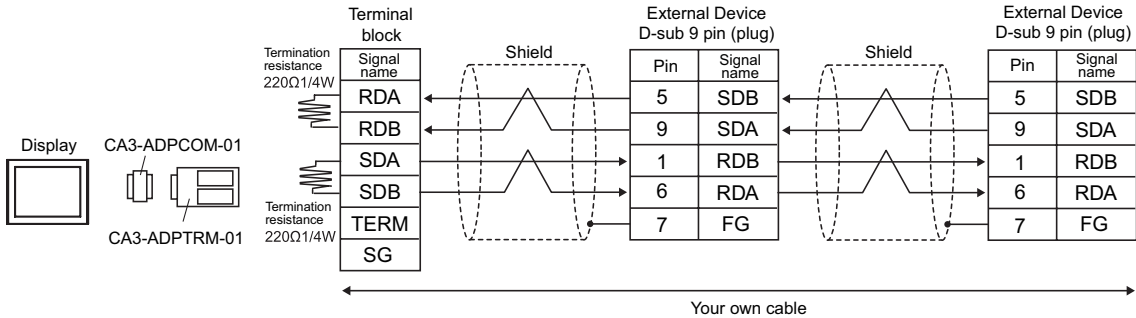 Terminal block
External Device
D-sub 9 pin (plug)
External Device
D-sub 9 pin (plug)
Termination resistance
220Ω1/4W
Signal name
Shield
Pin Signal name
Shield
Pin Signal name
RDA 5 SDB 5 SDB
RDB 9 SDA 9 SDA
Display
CA3-ADPCOM-01
SDA 1 RDB 1 RDB
SDB 6 RDA 6 RDA
Termination resistance
220Ω1/4W
TERM 7 FG 7 FG
CA3-ADPTRM-01
SG
Your own cable